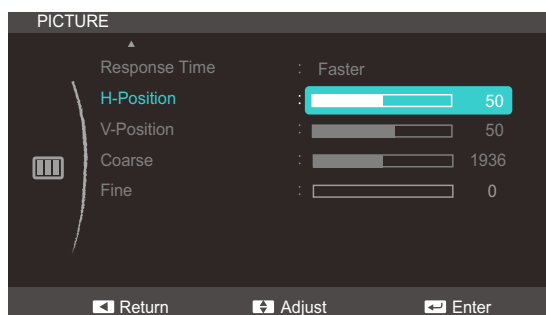 PICTURE
Response Time : Faster
H-Position : 50
V-Position : 50
Coarse : 1936
Fine : 0
Return Adjust Enter